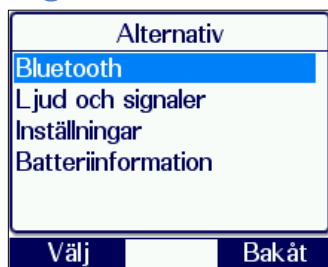 Alternativ
Bluetooth
Ljud och signaler
Inställningar
Batteriinformation
Välj Bakåt